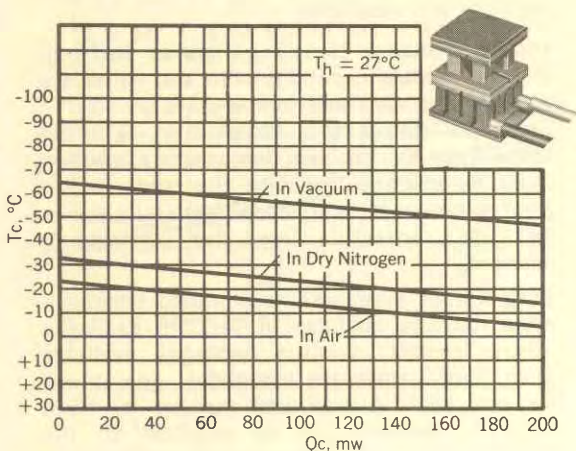 T_h = 27°C
-100
-90
-80
-70
-60
-50
-40
-30
-20
-10
0
+10
+20
+30
Tc, °C
In Vacuum
In Dry Nitrogen
In Air
0 20 40 60 80 100 120 140 160 180 200
Qc, mw